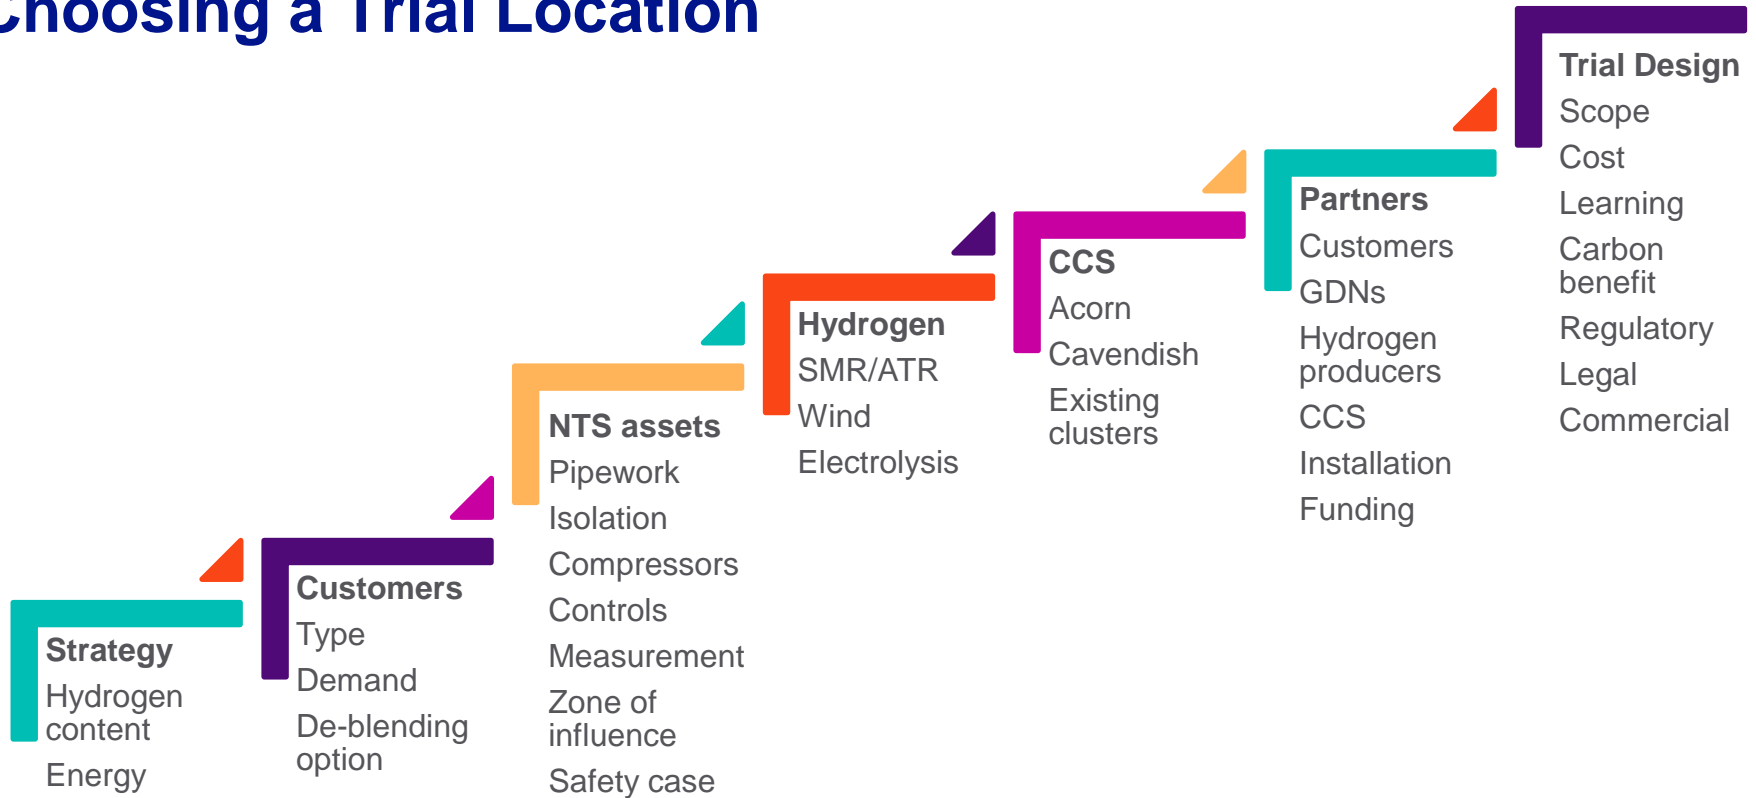 Choosing a Trial Location
Strategy
Hydrogen
content
Energy
Customers
Type
Demand
De-blending
option
NTS assets
Pipework
Isolation
Compressors
Controls
Measurement
Zone of
influence
Safety case
Hydrogen
SMR/ATR
Wind
Electrolysis
CCS
Acorn
Cavendish
Existing
clusters
Partners
Customers
GDNs
Hydrogen
producers
CCS
Installation
Funding
Trial Design
Scope
Cost
Learning
Carbon
benefit
Regulatory
Legal
Commercial